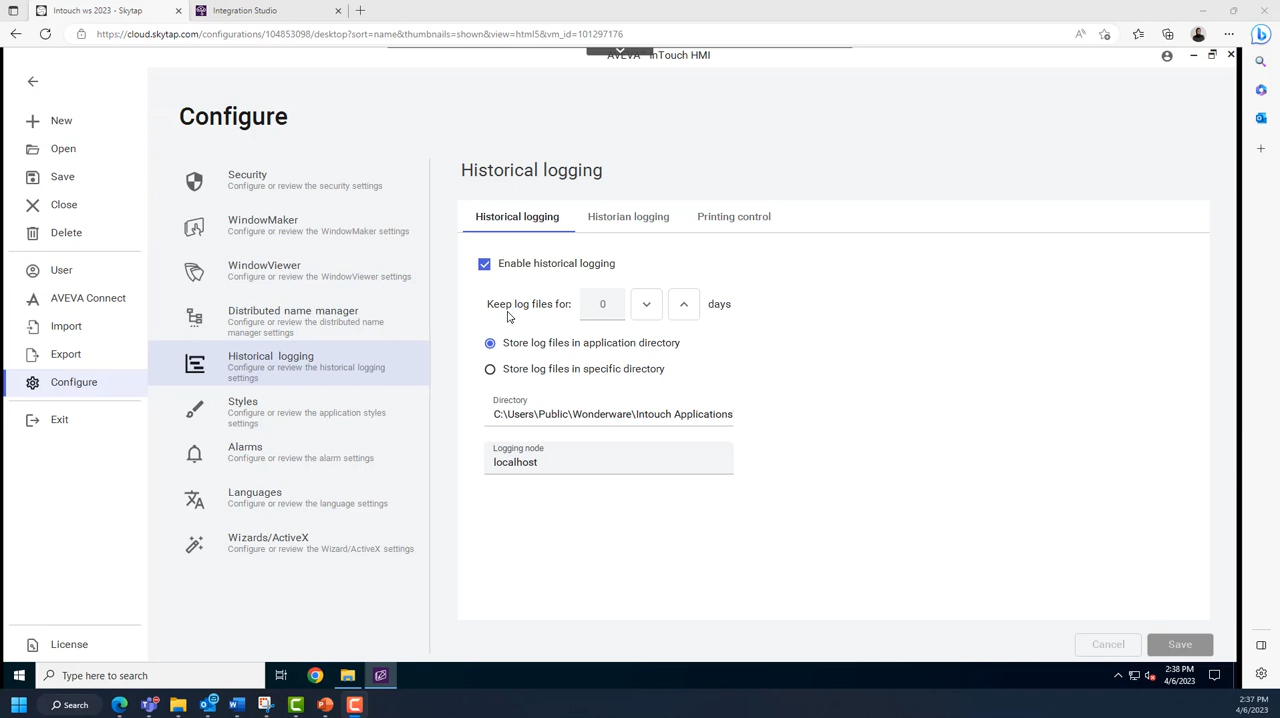 Intouch ws 2023 - Skytap
Integration Studio
https://cloud.skytap.com/configurations/104853098/desktop?sort=name&thumbnails=shown&view=html5&vm_id=101297176
AVEVA InTouch HMI
New
Open
Save
Close
Delete
User
AVEVA Connect
Import
Export
Configure
Exit
License
Configure
Security
Configure or review the security settings
WindowMaker
Configure or review the WindowMaker settings
WindowViewer
Configure or review the WindowViewer settings
Distributed name manager
Configure or review the distributed name
manager settings
Historical logging
Configure or review the historical logging
settings
Styles
Configure or review the application styles
settings
Alarms
Configure or review the alarm settings
Languages
Configure or review the language settings
Wizards/ActiveX
Configure or review the Wizard/ActiveX settings
Historical logging
Historical logging Historian logging Printing control
Enable historical logging
Keep log files for: 0 days
Store log files in application directory
Store log files in specific directory
Directory
C:\Users\Public\Wonderware\Intouch Applications
Logging node
localhost
Cancel Save
Type here to search
2:38 PM
4/6/2023
Search
2:37 PM
4/6/2023